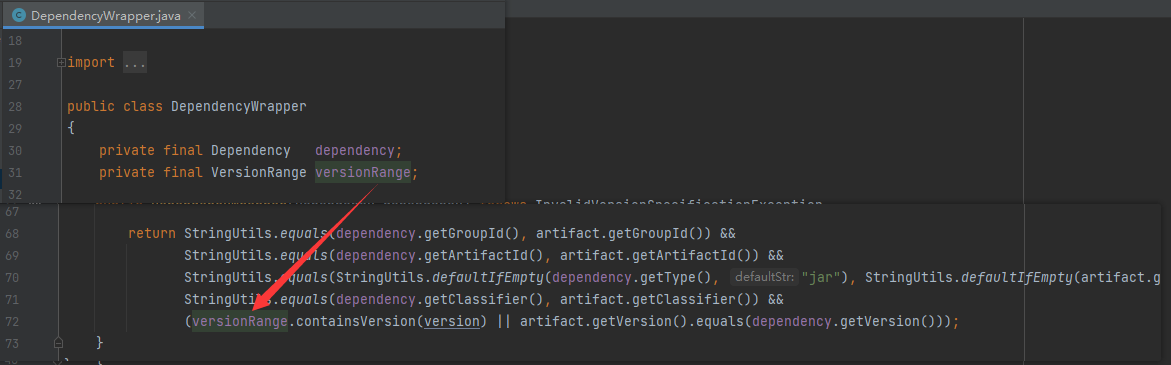 DependencyWrapper.java
18
19 import ...
27
28 public class DependencyWrapper
29 {
30 private final Dependency dependency;
31 private final VersionRange versionRange;
32
67
68 return StringUtils.equals(dependency.getGroupId(), artifact.getGroupId()) &&
69 StringUtils.equals(dependency.getArtifactId(), artifact.getArtifactId()) &&
70 StringUtils.equals(StringUtils.defaultIfEmpty(dependency.getType(), defaultStr: "jar"), StringUtils.defaultIfEmpty(artifact.g
71 StringUtils.equals(dependency.getClassifier(), artifact.getClassifier()) &&
72 (versionRange.containsVersion(version) || artifact.getVersion().equals(dependency.getVersion()));
73 }
}